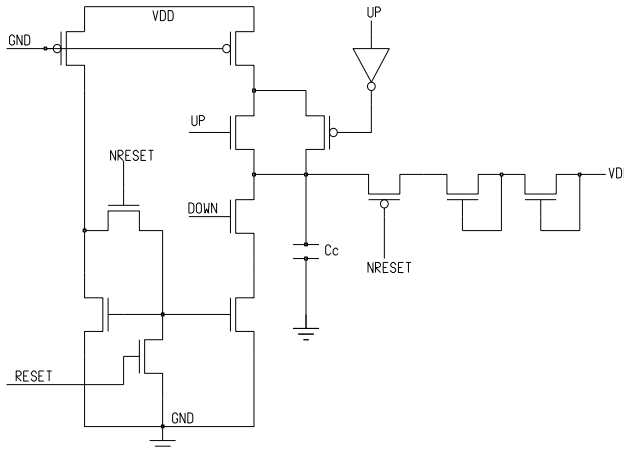 UP
VDD
GND
UP
NRESET
VD
DOWN
Cc
NRESET
RESET
GND